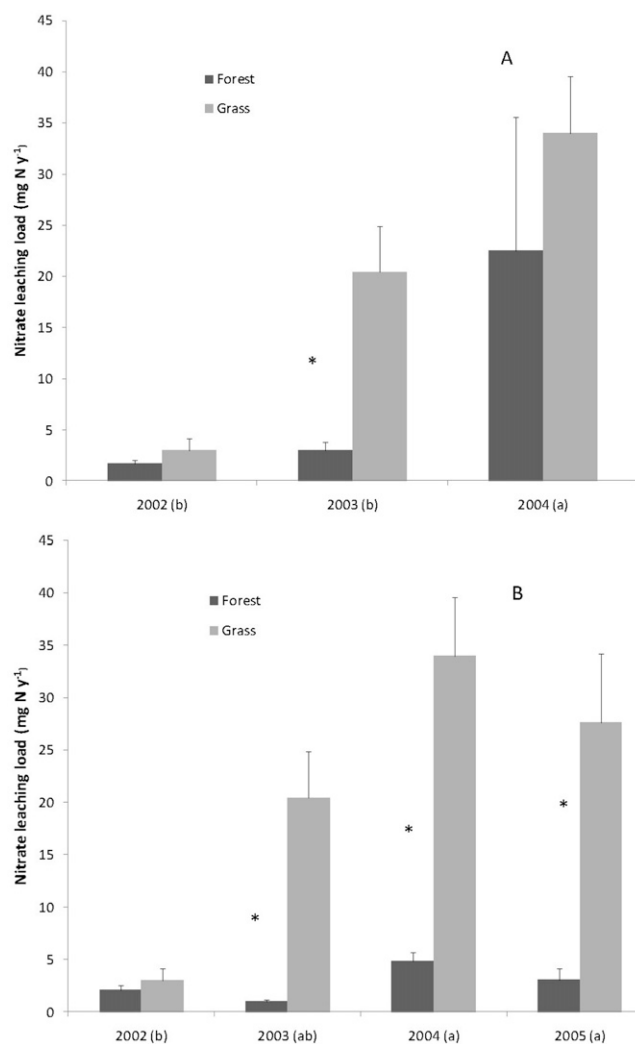 45
40
35
30
25
20
15
10
5
0
Nitrate leaching load (mg N y⁻¹)
A
Forest
Grass
*
2002 (b) 2003 (b) 2004 (a)
45
40
35
30
25
20
15
10
5
0
Nitrate leaching load (mg N y⁻¹)
B
Forest
Grass
* * *
2002 (b) 2003 (ab) 2004 (a) 2005 (a)